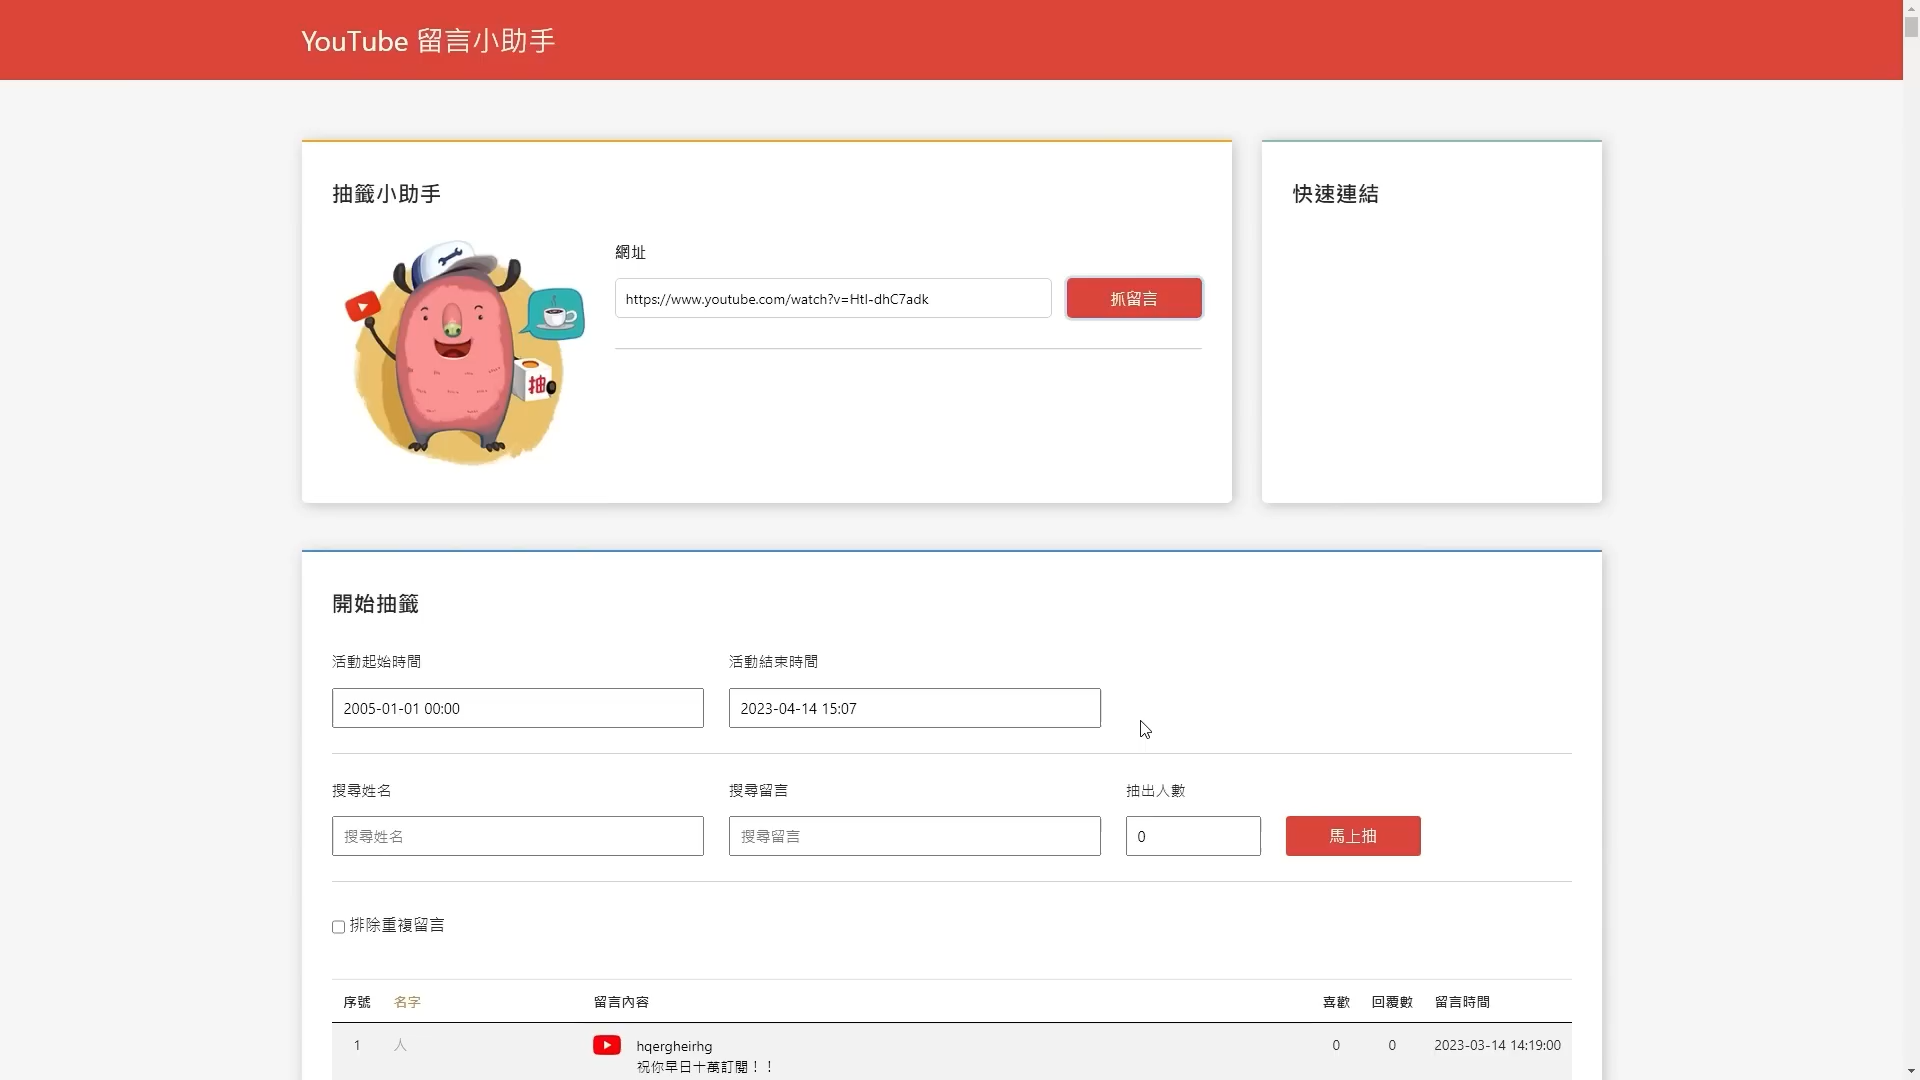 YouTube 留言小助手
抽籤小助手
快速連結
網址
https://www.youtube.com/watch?v=HtI-dhC7adk
抓留言
抽
開始抽籤
活動起始時間
活動結束時間
2005-01-01 00:00
2023-04-14 15:07
搜尋姓名
搜尋留言
抽出人數
搜尋姓名
搜尋留言
0
馬上抽
排除重複留言
序號 名字 留言內容 喜歡 回覆數 留言時間
1 人 hqergheirhg 0 0 2023-03-14 14:19:00
祝你早日十萬訂閱！！